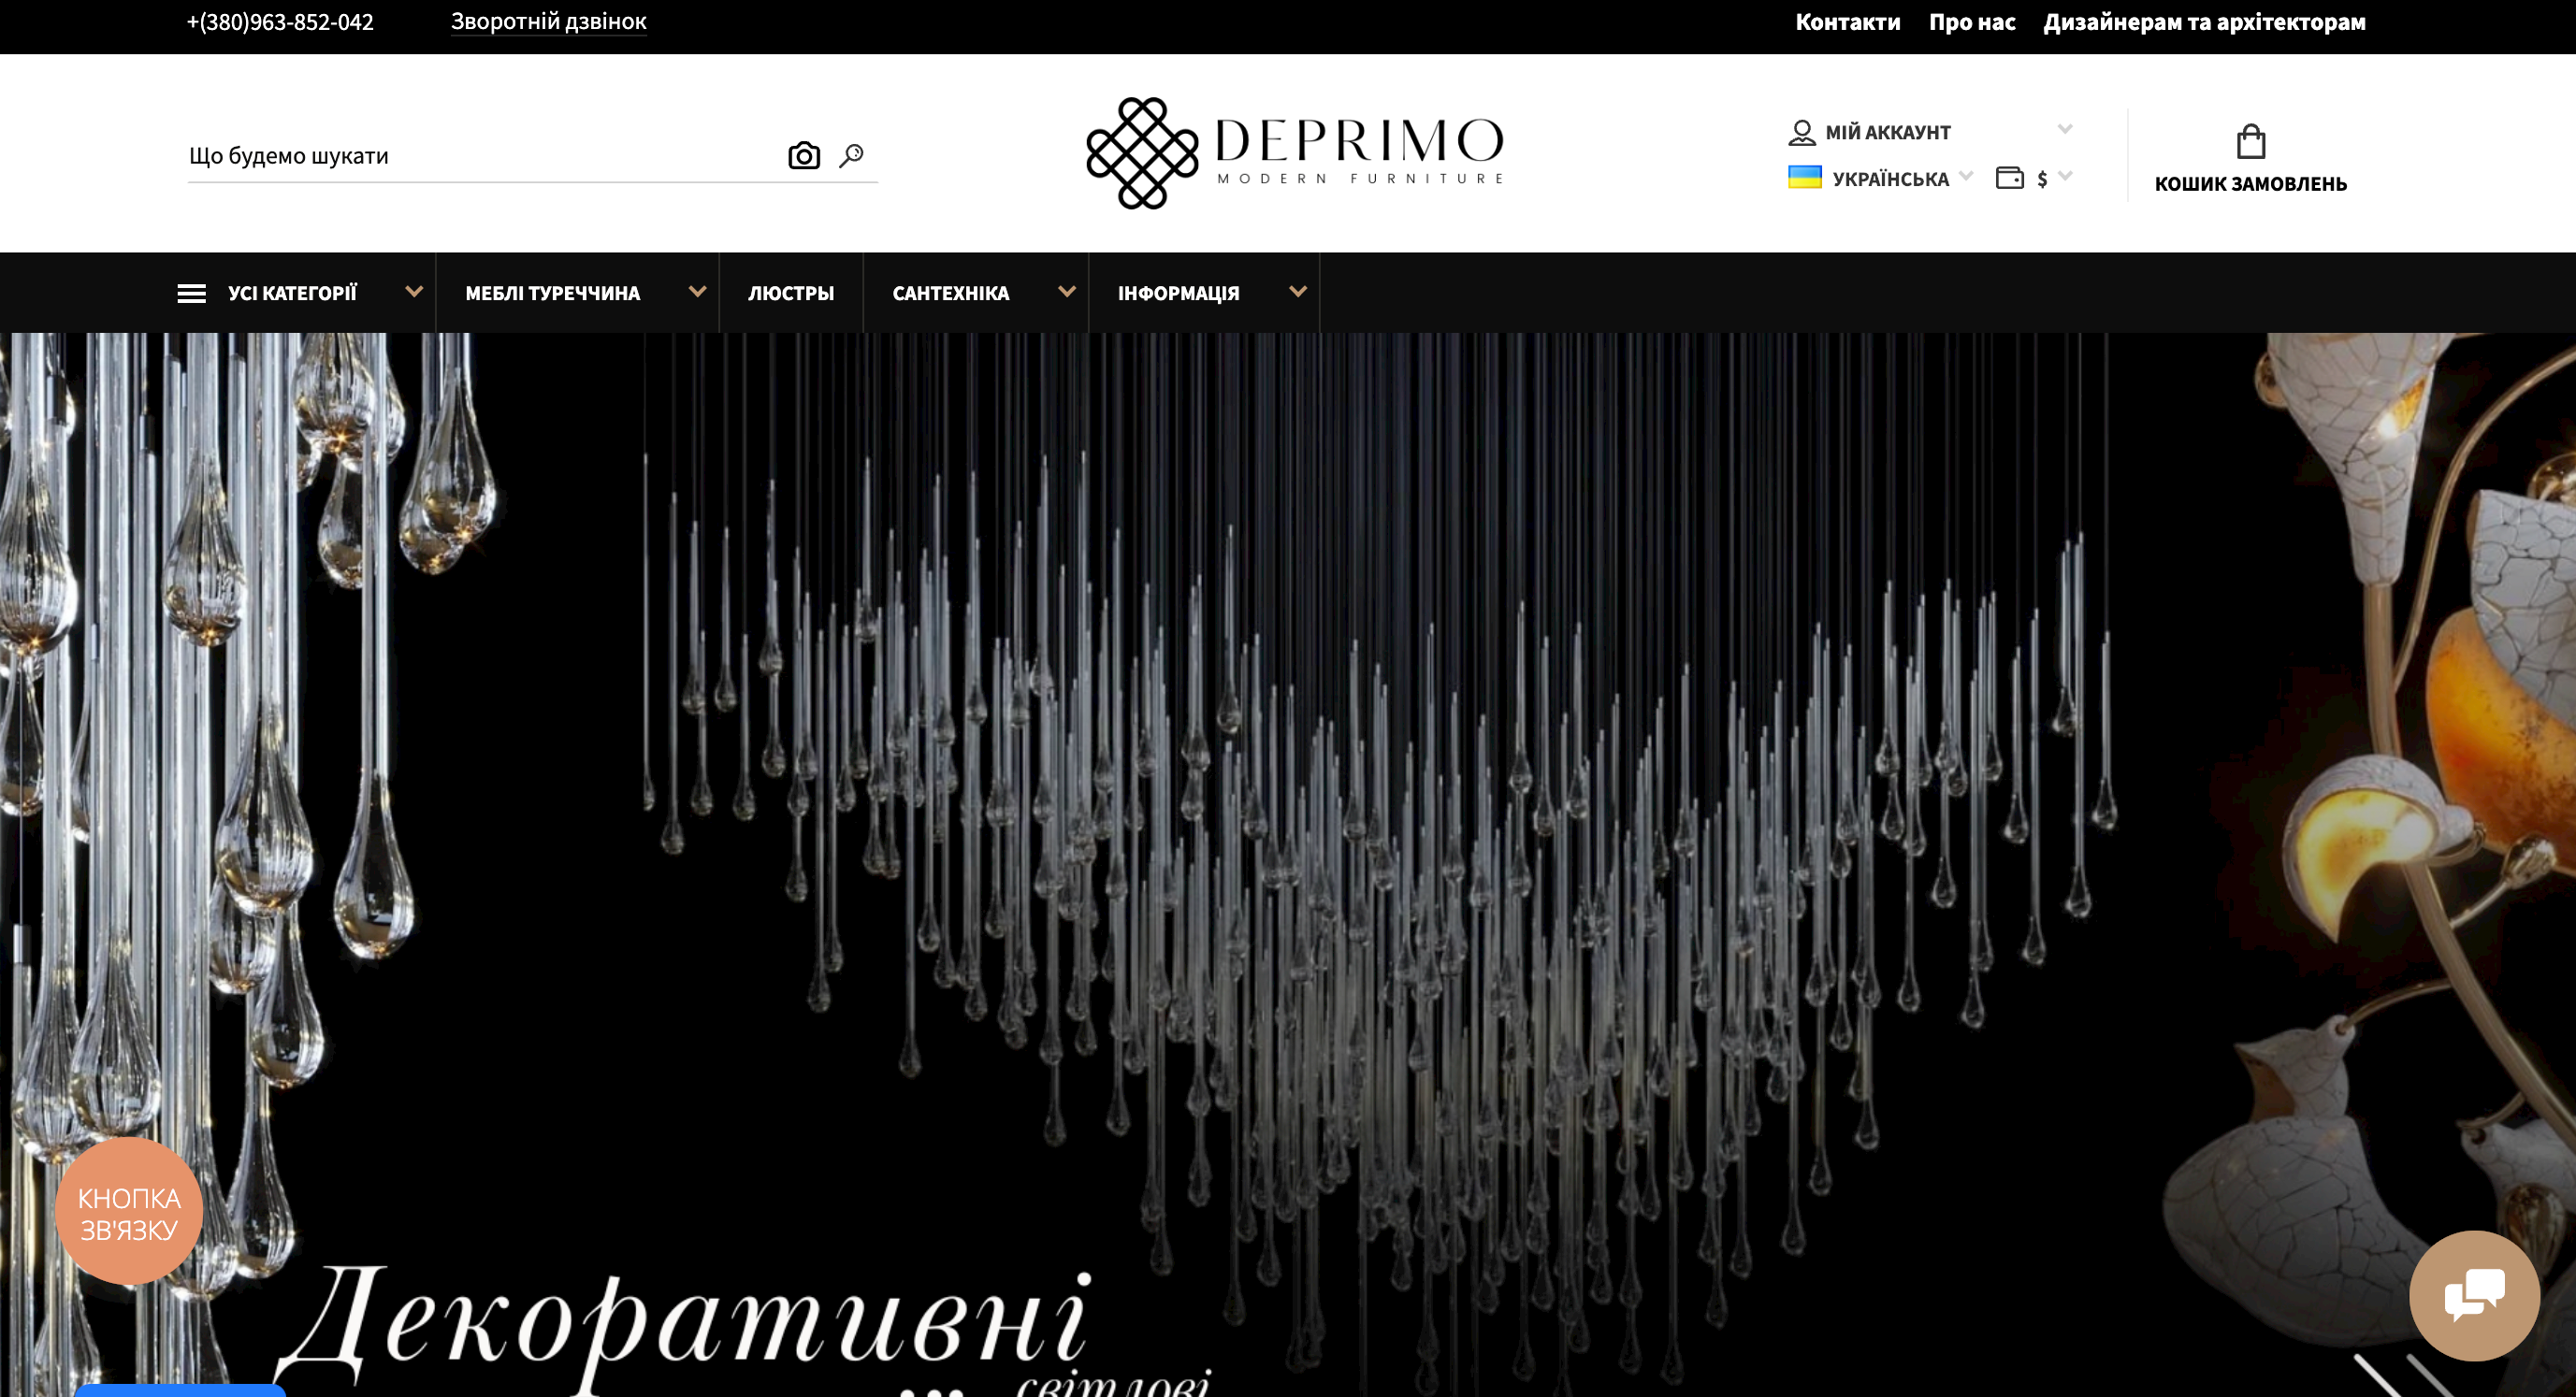 +(380)963-852-042
Зворотній дзвінок
Контакти
Про нас
Дизайнерам та архітекторам
Що будемо шукати
DEPRIMO
MODERN FURNITURE
МІЙ АККАУНТ
УКРАЇНСЬКА
$
КОШИК ЗАМОВЛЕНЬ
УСІ КАТЕГОРІЇ
МЕБЛІ ТУРЕЧЧИНА
ЛЮСТРЫ
САНТЕХНІКА
ІНФОРМАЦІЯ
КНОПКА
ЗВ'ЯЗКУ
Декоративні
світлові